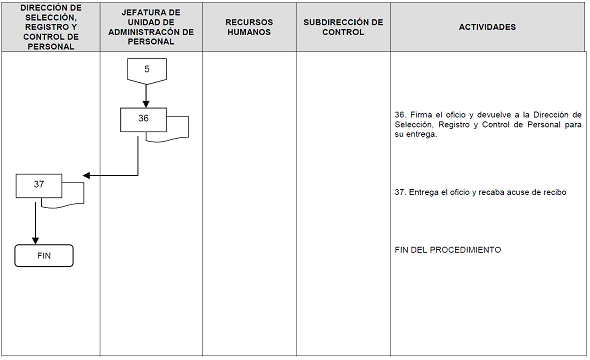 DIRECCIÓN DE
SELECCIÓN,
REGISTRO Y
CONTROL DE
PERSONAL
JEFATURA DE
UNIDAD DE
ADMINISTRACÓN DE
PERSONAL
RECURSOS
HUMANOS
SUBDIRECCIÓN DE
CONTROL
ACTIVIDADES
5
36
36. Firma el oficio y devuelve a la Dirección de
Selección, Registro y Control de Personal para
su entrega.
37
37. Entrega el oficio y recaba acuse de recibo
FIN
FIN DEL PROCEDIMIENTO